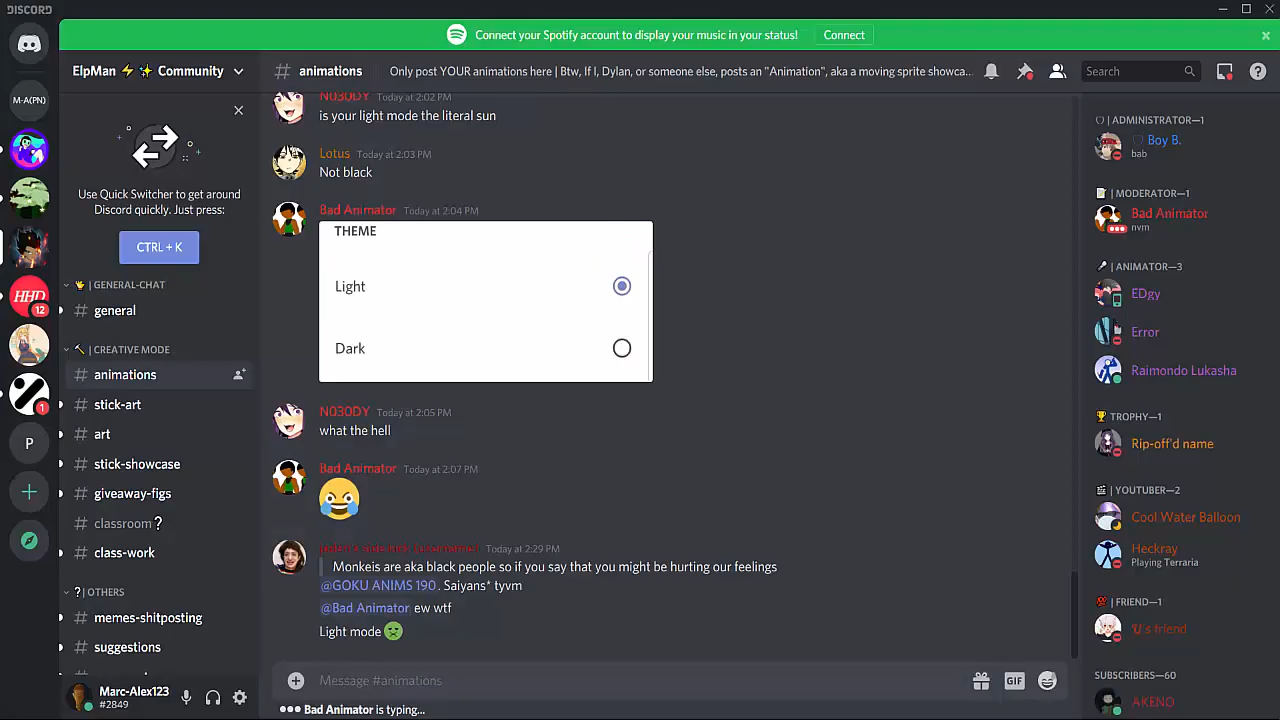 DISCORD
Connect your Spotify account to display your music in your status!
Connect
ElpMan ⚡ ✨ Community
# animations
Only post YOUR animations here | Btw, If I, Dylan, or someone else, posts an "Animation", aka a moving sprite showca...
Search
M-A(PN)
HHD
12
1
P
Use Quick Switcher to get around
Discord quickly. Just press:
CTRL + K
| GENERAL-CHAT
# general
| CREATIVE MODE
# animations
# stick-art
# art
# stick-showcase
# giveaway-figs
# classroom❔
# class-work
❔| OTHERS
# memes-shitposting
# suggestions
Marc-Alex123
#2849
N03ODY Today at 2:02 PM
is your light mode the literal sun
Lotus Today at 2:03 PM
Not black
Bad Animator Today at 2:04 PM
THEME
Light
Dark
N03ODY Today at 2:05 PM
what the hell
Bad Animator Today at 2:07 PM
😂
Today at 2:29 PM
Monkeis are aka black people so if you say that you might be hurting our feelings
@GOKU ANIMS 190. Saiyans* tyvm
@Bad Animator ew wtf
Light mode 🤢
Message #animations
GIF
Bad Animator is typing...
| ADMINISTRATOR—1
Boy B.
bab
| MODERATOR—1
Bad Animator
nvm
| ANIMATOR—3
EDgy
Error
Raimondo Lukasha
| TROPHY—1
Rip-off'd name
| YOUTUBER—2
Cool Water Balloon
Heckray
Playing Terraria
| FRIEND—1
's friend
SUBSCRIBERS—60
AKENO